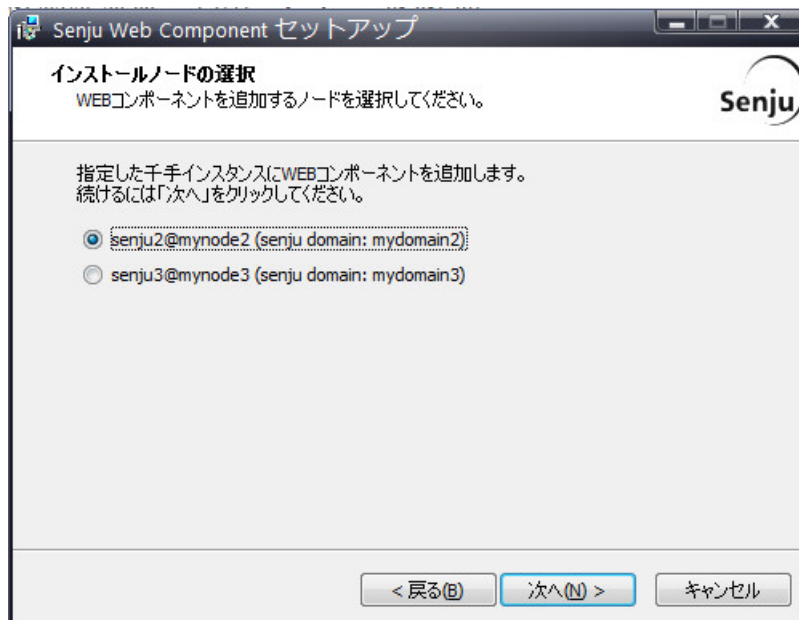 Senju Web Component セットアップ
インストールノードの選択
WEBコンポーネントを追加するノードを選択してください。
Senju
指定した千手インスタンスにWEBコンポーネントを追加します。
続けるには「次へ」をクリックしてください。
senju2@mynode2 (senju domain: mydomain2)
senju3@mynode3 (senju domain: mydomain3)
< 戻る(B)
次へ(N) >
キャンセル